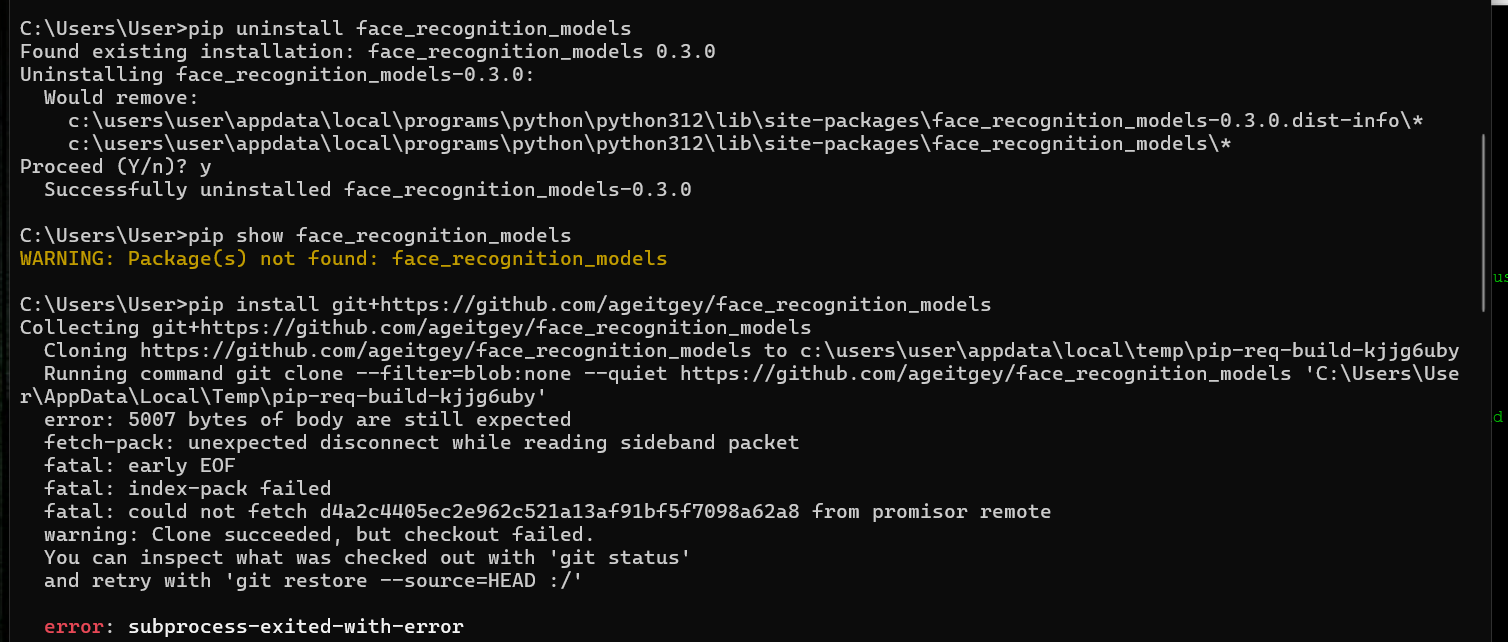 C:\Users\User>pip uninstall face_recognition_models
Found existing installation: face_recognition_models 0.3.0
Uninstalling face_recognition_models-0.3.0:
  Would remove:
    c:\users\user\appdata\local\programs\python\python312\lib\site-packages\face_recognition_models-0.3.0.dist-info\*
    c:\users\user\appdata\local\programs\python\python312\lib\site-packages\face_recognition_models\*
Proceed (Y/n)? y
  Successfully uninstalled face_recognition_models-0.3.0
C:\Users\User>pip show face_recognition_models
WARNING: Package(s) not found: face_recognition_models
C:\Users\User>pip install git+https://github.com/ageitgey/face_recognition_models
Collecting git+https://github.com/ageitgey/face_recognition_models
  Cloning https://github.com/ageitgey/face_recognition_models to c:\users\user\appdata\local\temp\pip-req-build-kjjg6uby
  Running command git clone --filter=blob:none --quiet https://github.com/ageitgey/face_recognition_models 'C:\Users\Use
r\AppData\Local\Temp\pip-req-build-kjjg6uby'
  error: 5007 bytes of body are still expected
  fetch-pack: unexpected disconnect while reading sideband packet
  fatal: early EOF
  fatal: index-pack failed
  fatal: could not fetch d4a2c4405ec2e962c521a13af91bf5f7098a62a8 from promisor remote
  warning: Clone succeeded, but checkout failed.
  You can inspect what was checked out with 'git status'
  and retry with 'git restore --source=HEAD :/'
  error: subprocess-exited-with-error